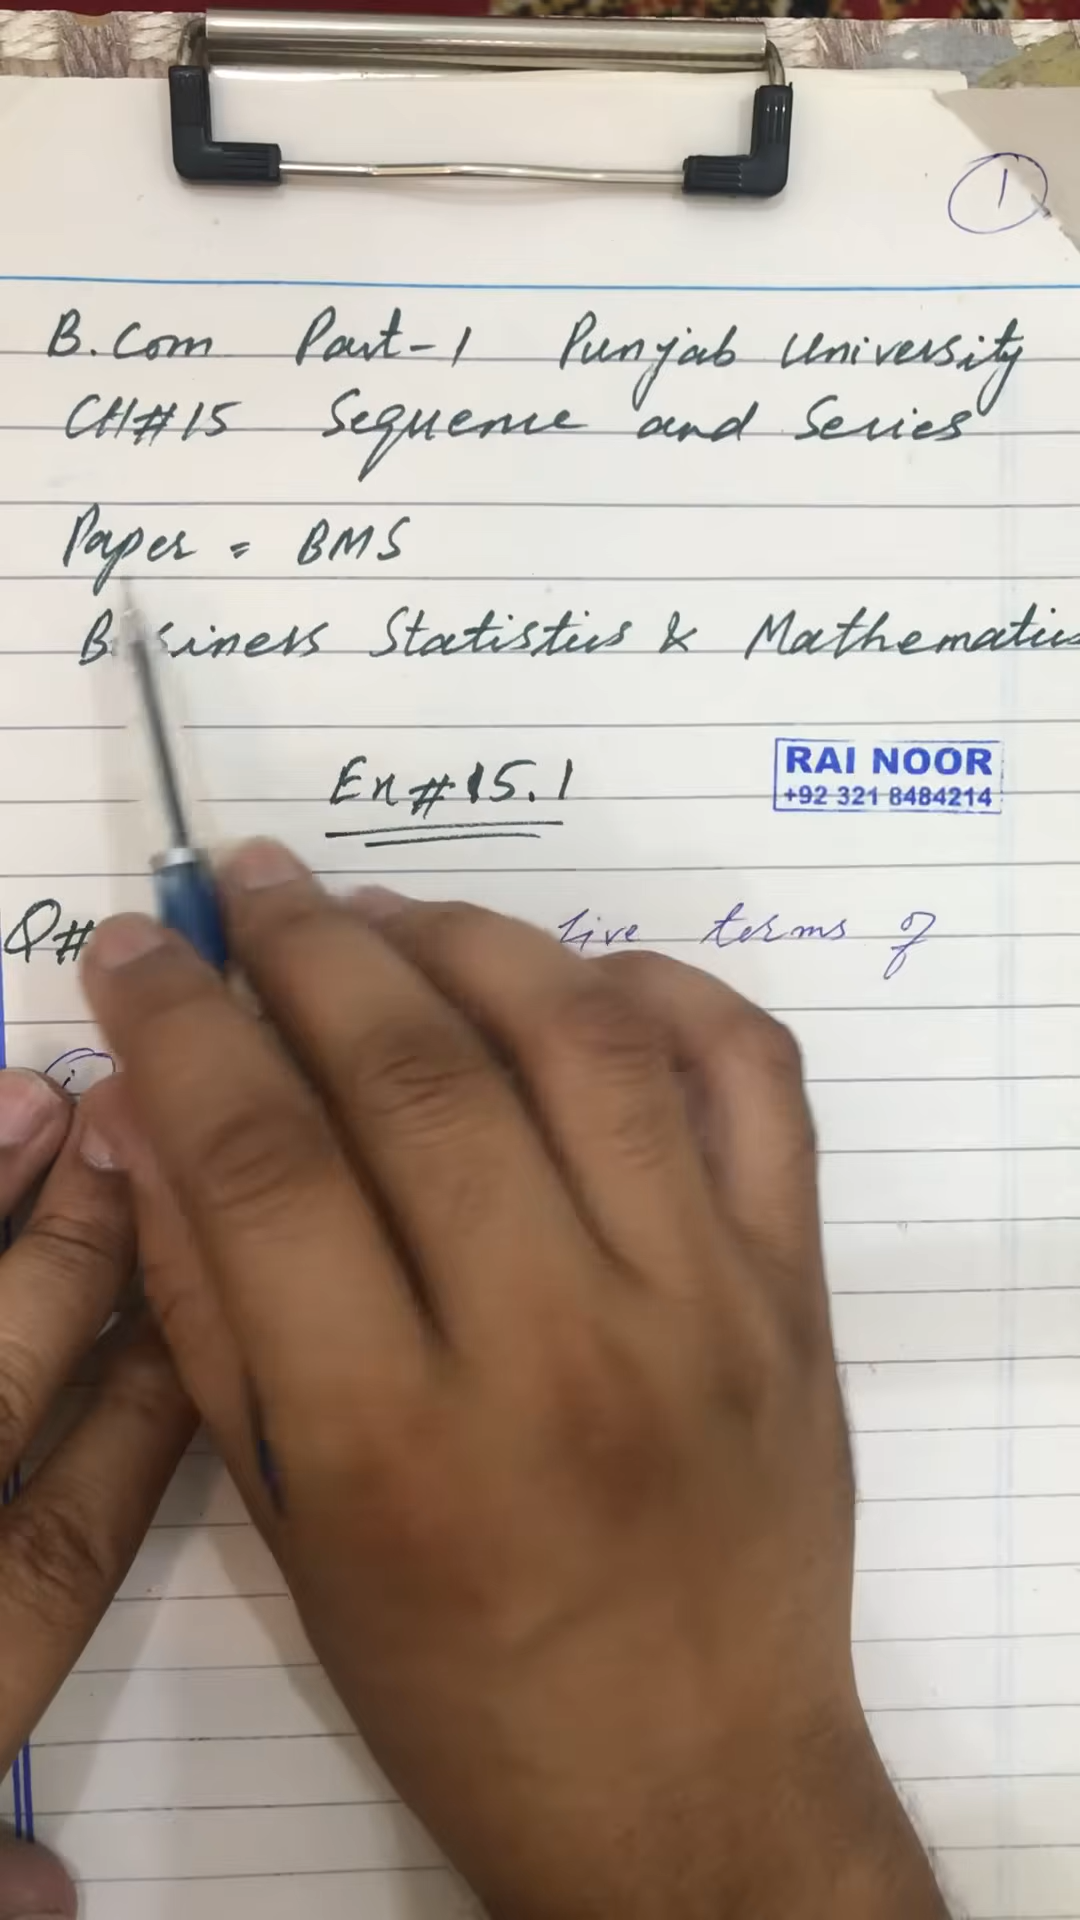 1
B.Com Part-1 Punjab University
CH#15 Sequence and Series
Paper = BMS
Business Statistics & Mathematics
Ex#15.1
RAI NOOR
+92 321 8484214
Q# five terms of
i